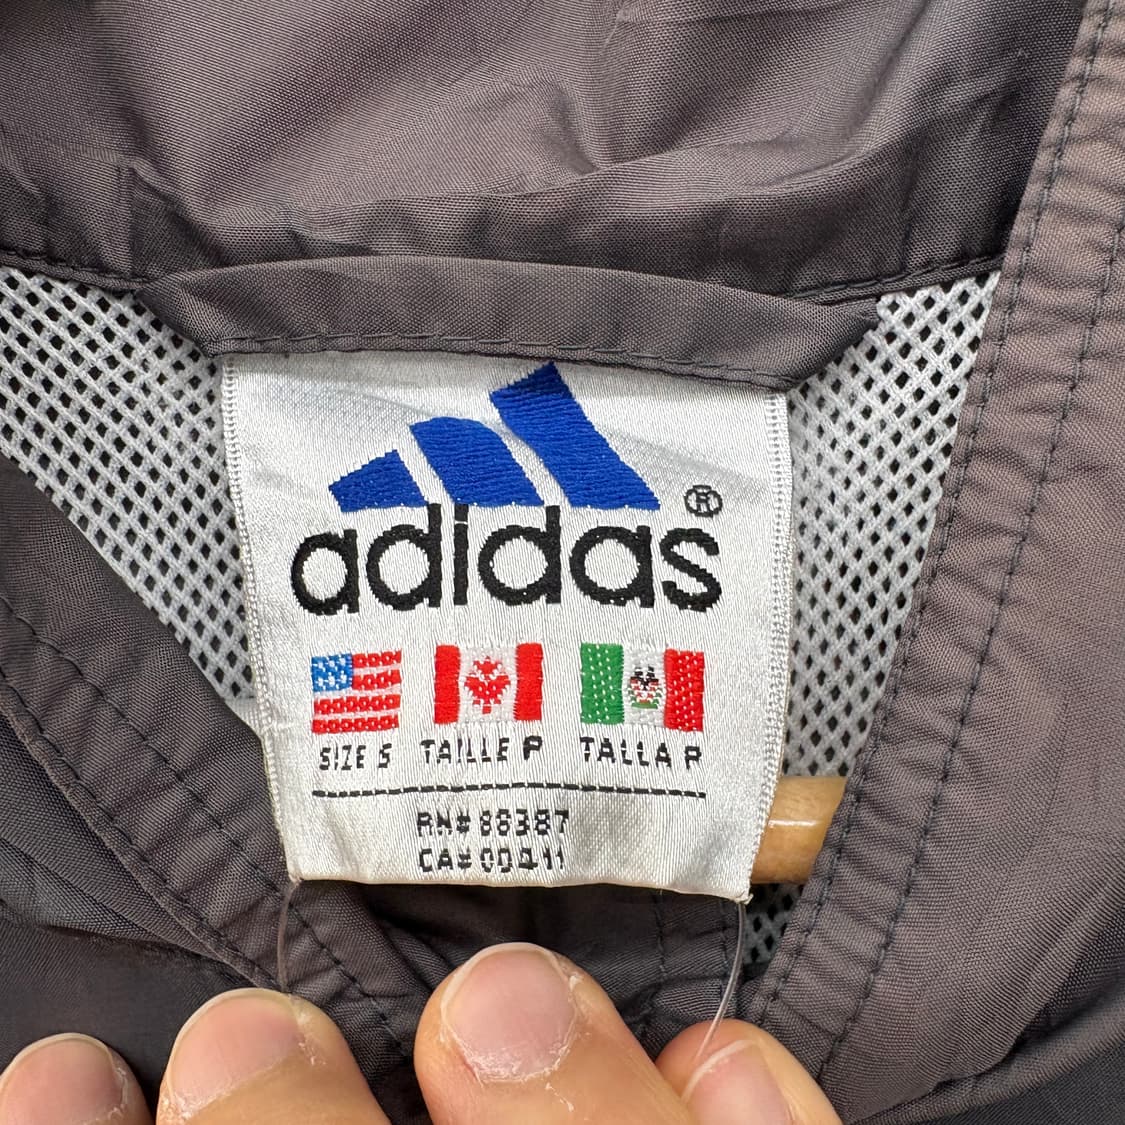 adidas®
SIZE S TAILLE P TALLA P
RN# 88387
CA# 00411